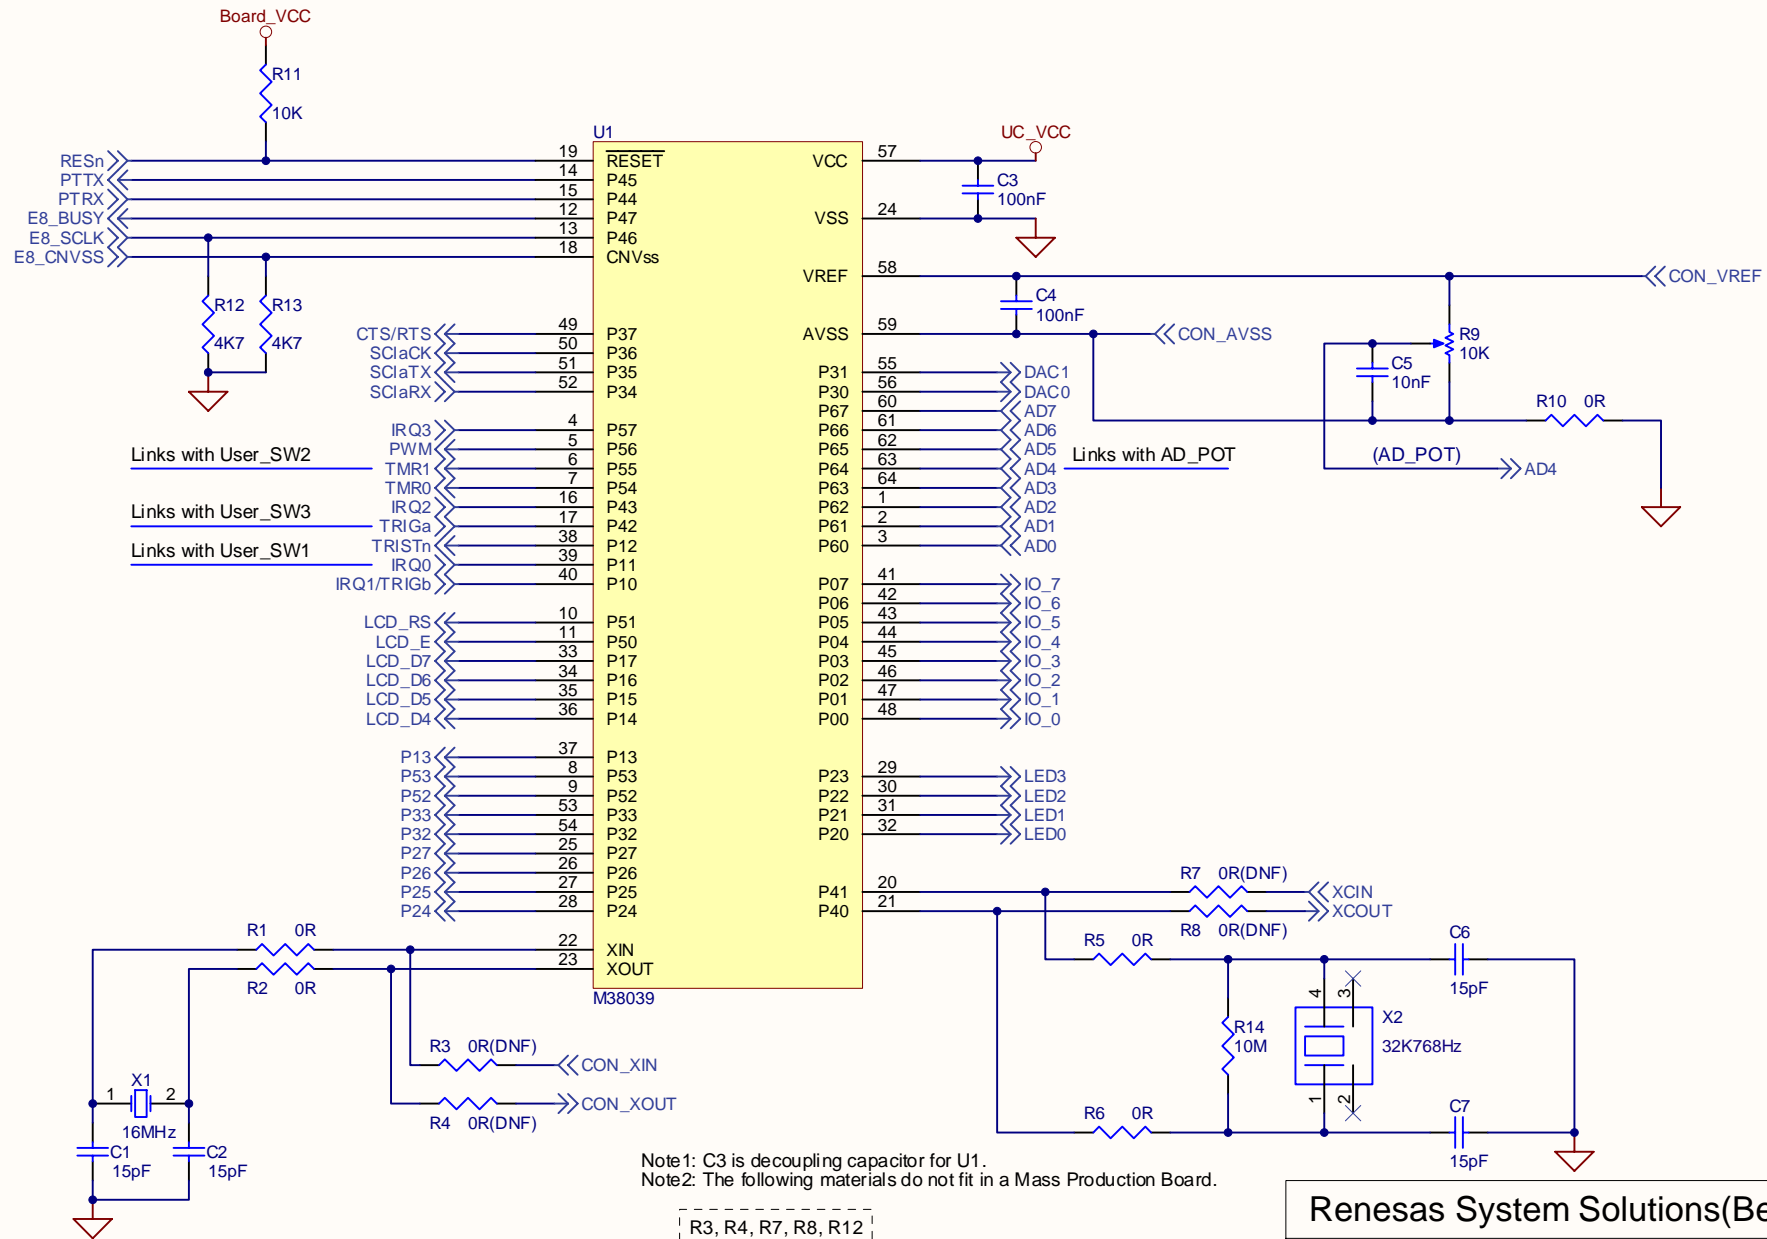 Board_VCC
R11
10K
U1
UC_VCC
RESn 19 RESET
PTTX 14 P45
PTRX 15 P44
E8_BUSY 12 P47
E8_SCLK 13 P46
E8_CNVSS 18 CNVss
VCC 57
C3
100nF
VSS 24
VREF 58 CON_VREF
C4
100nF
AVSS 59 CON_AVSS
R12
4K7
R13
4K7
R9
10K
C5
10nF
R10 0R
(AD_POT)
AD4
CTS/RTS 49 P37
SCIaCK 50 P36
SCIaTX 51 P35
SCIaRX 52 P34
IRQ3 4 P57
PWM 5 P56
Links with User_SW2
TMR1 6 P55
TMR0 7 P54
IRQ2 16 P43
Links with User_SW3
TRIGa 17 P42
TRISTn 38 P12
Links with User_SW1
IRQ0 39 P11
IRQ1/TRIGb 40 P10
LCD_RS 10 P51
LCD_E 11 P50
LCD_D7 33 P17
LCD_D6 34 P16
LCD_D5 35 P15
LCD_D4 36 P14
P13 37 P13
P53 8 P53
P52 9 P52
P33 53 P33
P32 54 P32
P27 25 P27
P26 26 P26
P25 27 P25
P24 28 P24
22 XIN
23 XOUT
M38039
P31 55 DAC1
P30 56 DAC0
P67 60 AD7
P66 61 AD6
P65 62 AD5
P64 63 AD4 Links with AD_POT
P63 64 AD3
P62 1 AD2
P61 2 AD1
P60 3 AD0
P07 41 IO_7
P06 42 IO_6
P05 43 IO_5
P04 44 IO_4
P03 45 IO_3
P02 46 IO_2
P01 47 IO_1
P00 48 IO_0
P23 29 LED3
P22 30 LED2
P21 31 LED1
P20 32 LED0
P41 20
P40 21
R7 0R(DNF) XCIN
XCOUT
R8 0R(DNF)
R1 0R
R2 0R
R3 0R(DNF) CON_XIN
CON_XOUT
R4 0R(DNF)
X1
1 2
16MHz
C1
15pF
C2
15pF
R5 0R
R6 0R
R14
10M
C6
15pF
4 3
X2
32K768Hz
1 2
C7
15pF
Note1: C3 is decoupling capacitor for U1.
Note2: The following materials do not fit in a Mass Production Board.
R3, R4, R7, R8, R12
Renesas System Solutions(Be